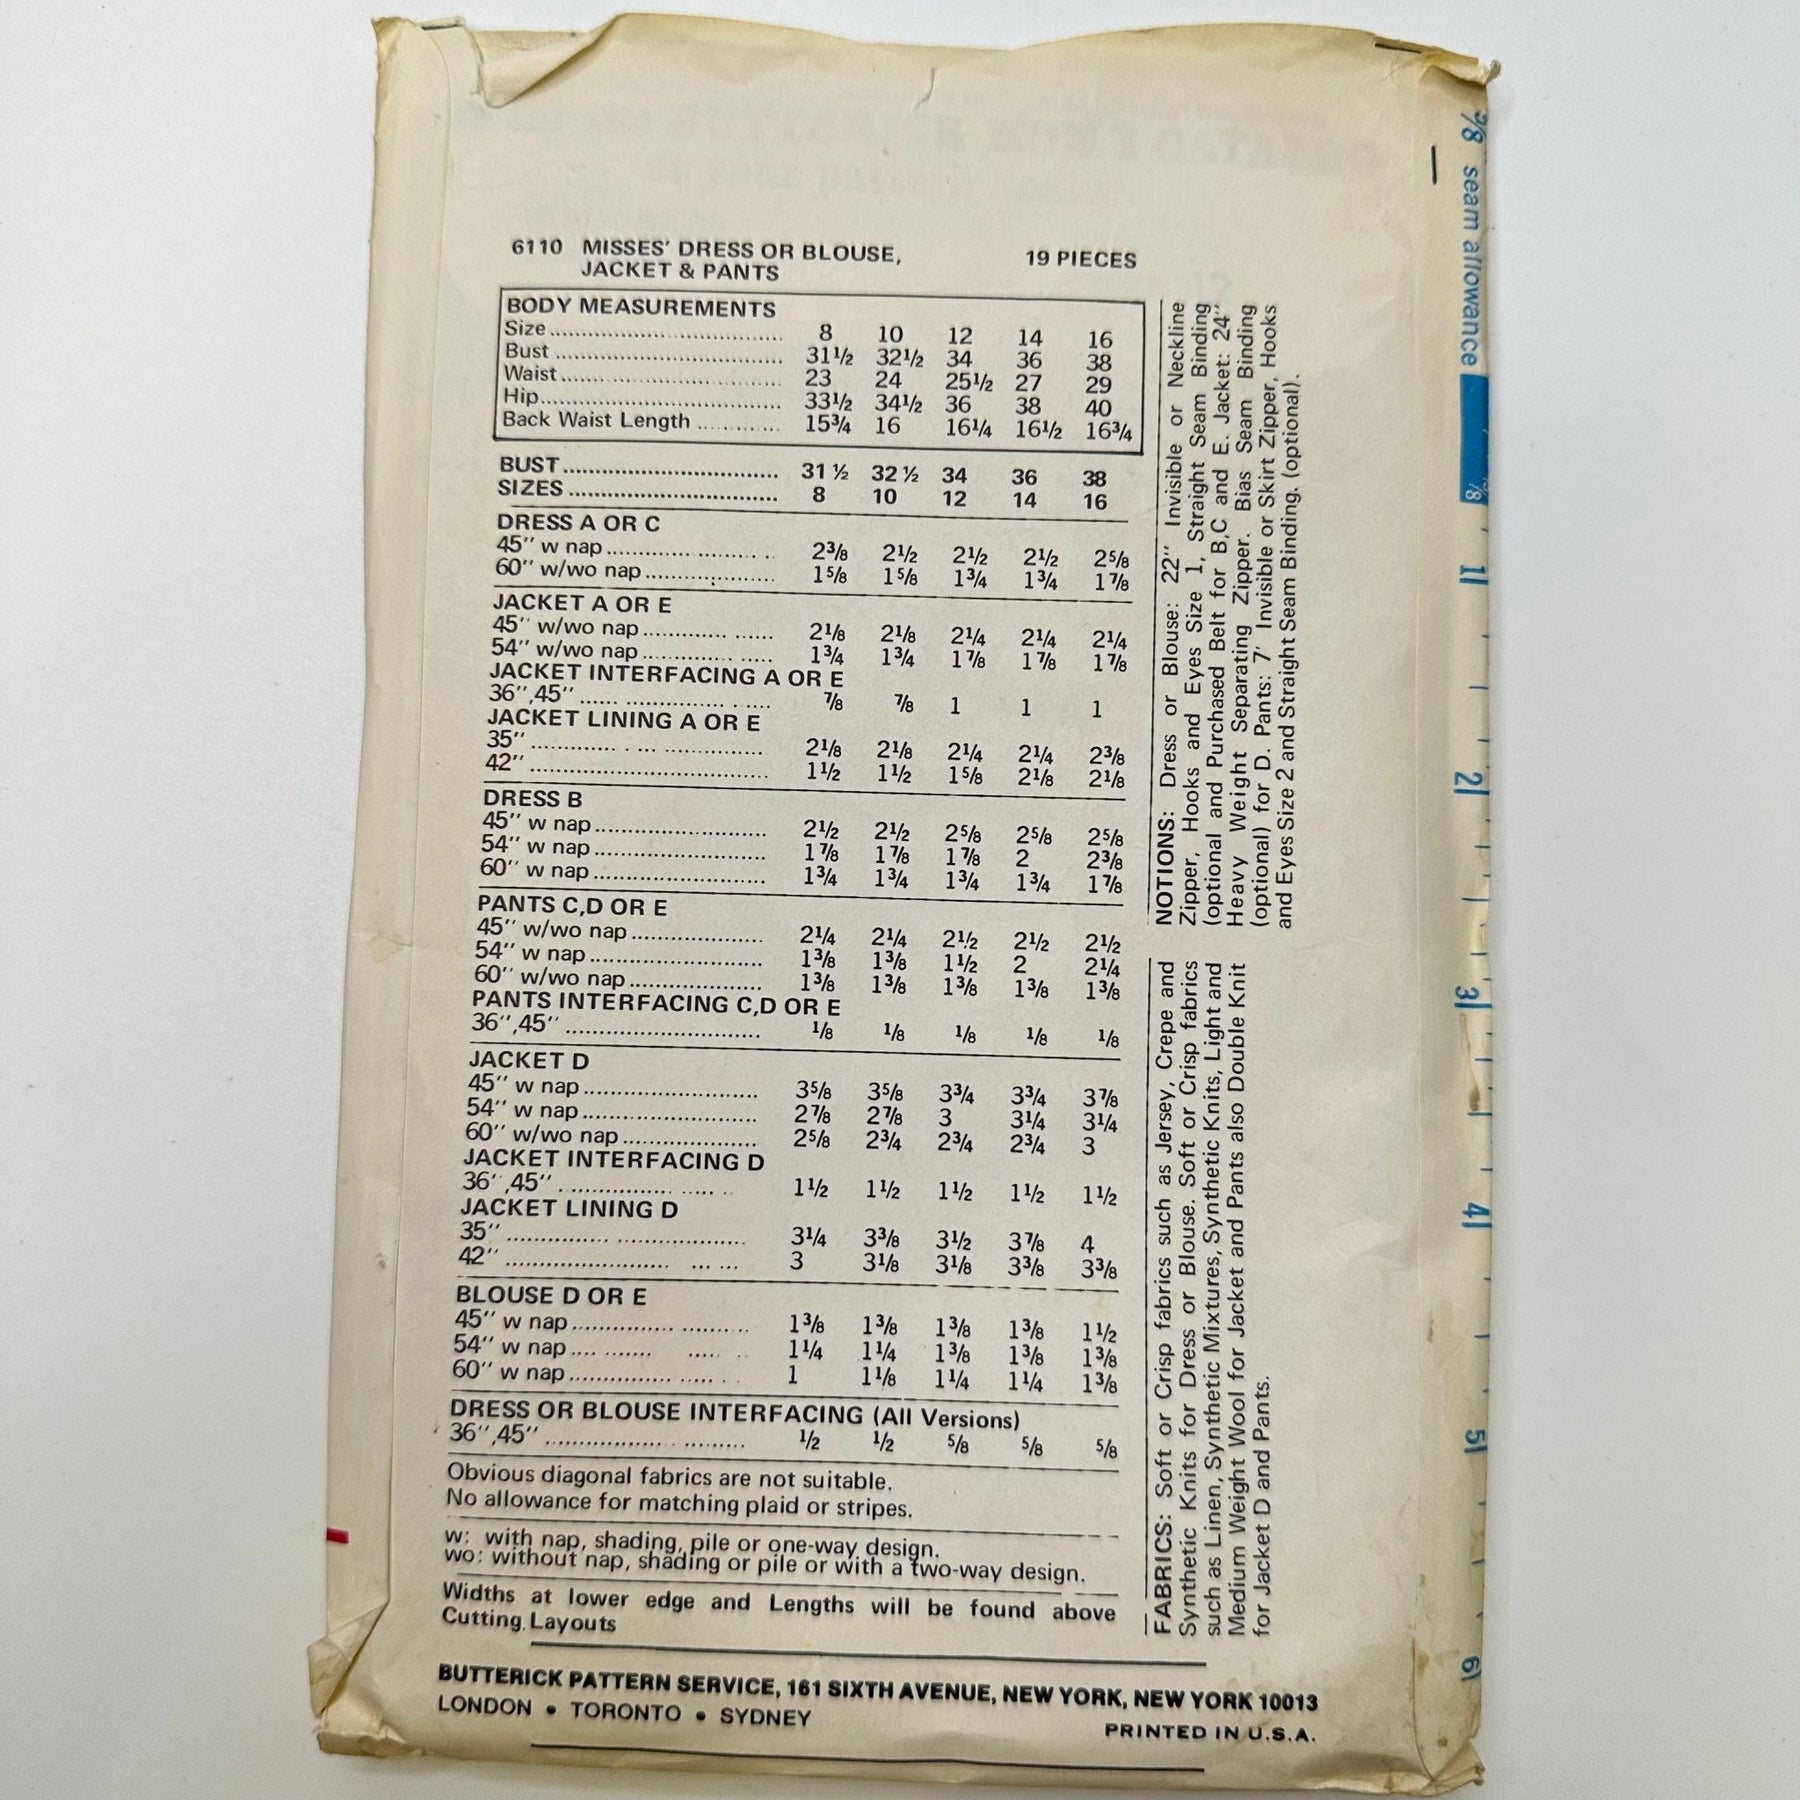 6110 MISSES' DRESS OR BLOUSE, 19 PIECES
JACKET & PANTS
BODY MEASUREMENTS
Size 8 10 12 14 16
Bust 31½ 32½ 34 36 38
Waist 23 24 25½ 27 29
Hip 33½ 34½ 36 38 40
Back Waist Length 15¾ 16 16¼ 16½ 16¾
BUST 31 ½ 32 ½ 34 36 38
SIZES 8 10 12 14 16
DRESS A OR C
45'' w nap 2⅜ 2½ 2½ 2½ 2⅝
60'' w/wo nap 1⅝ 1⅝ 1¾ 1¾ 1⅞
JACKET A OR E
45'' w/wo nap 2⅛ 2⅛ 2¼ 2¼ 2¼
54'' w/wo nap 1¾ 1¾ 1⅞ 1⅞ 1⅞
JACKET INTERFACING A OR E
36'',45'' ⅞ ⅞ 1 1 1
JACKET LINING A OR E
35'' 2⅛ 2⅛ 2¼ 2¼ 2⅜
42'' 1½ 1½ 1⅝ 2⅛ 2⅛
DRESS B
45'' w nap 2½ 2½ 2⅝ 2⅝ 2⅝
54'' w nap 1⅞ 1⅞ 1⅞ 2 2⅜
60'' w nap 1¾ 1¾ 1¾ 1¾ 1⅞
PANTS C,D OR E
45'' w/wo nap 2¼ 2¼ 2½ 2½ 2½
54'' w nap 1⅜ 1⅜ 1½ 2 2¼
60'' w/wo nap 1⅜ 1⅜ 1⅜ 1⅜ 1⅜
PANTS INTERFACING C,D OR E
36'',45'' ⅛ ⅛ ⅛ ⅛ ⅛
JACKET D
45'' w nap 3⅝ 3⅝ 3¾ 3¾ 3⅞
54'' w nap 2⅞ 2⅞ 3 3¼ 3¼
60'' w/wo nap 2⅝ 2¾ 2¾ 2¾ 3
JACKET INTERFACING D
36'',45'' 1½ 1½ 1½ 1½ 1½
JACKET LINING D
35'' 3¼ 3⅜ 3½ 3⅞ 4
42'' 3 3⅛ 3⅛ 3⅜ 3⅜
BLOUSE D OR E
45'' w nap 1⅜ 1⅜ 1⅜ 1⅜ 1½
54'' w nap 1¼ 1¼ 1⅜ 1⅜ 1⅜
60'' w nap 1 1⅛ 1¼ 1¼ 1⅜
DRESS OR BLOUSE INTERFACING (All Versions)
36'',45'' ½ ½ ⅝ ⅝ ⅝
Obvious diagonal fabrics are not suitable.
No allowance for matching plaid or stripes.
w: with nap, shading, pile or one-way design.
wo: without nap, shading or pile or with a two-way design.
Widths at lower edge and Lengths will be found above
Cutting Layouts
NOTIONS: Dress or Blouse: 22'' Invisible or Neckline
Zipper, Hooks and Eyes Size 1, Straight Seam Binding
(optional and Purchased Belt for B,C and E. Jacket: 24''
Heavy Weight Separating Zipper. Bias Seam Binding
(optional) for D. Pants: 7' Invisible or Skirt Zipper, Hooks
and Eyes Size 2 and Straight Seam Binding. (optional).
FABRICS: Soft or Crisp fabrics such as Jersey, Crepe and
Synthetic Knits for Dress or Blouse. Soft or Crisp fabrics
such as Linen, Synthetic Mixtures, Synthetic Knits, Light and
Medium Weight Wool for Jacket and Pants also Double Knit
for Jacket D and Pants.
BUTTERICK PATTERN SERVICE, 161 SIXTH AVENUE, NEW YORK, NEW YORK 10013
LONDON • TORONTO • SYDNEY
PRINTED IN U.S.A.
⅝ seam allowance
⅝
1
2
3
4
5
6